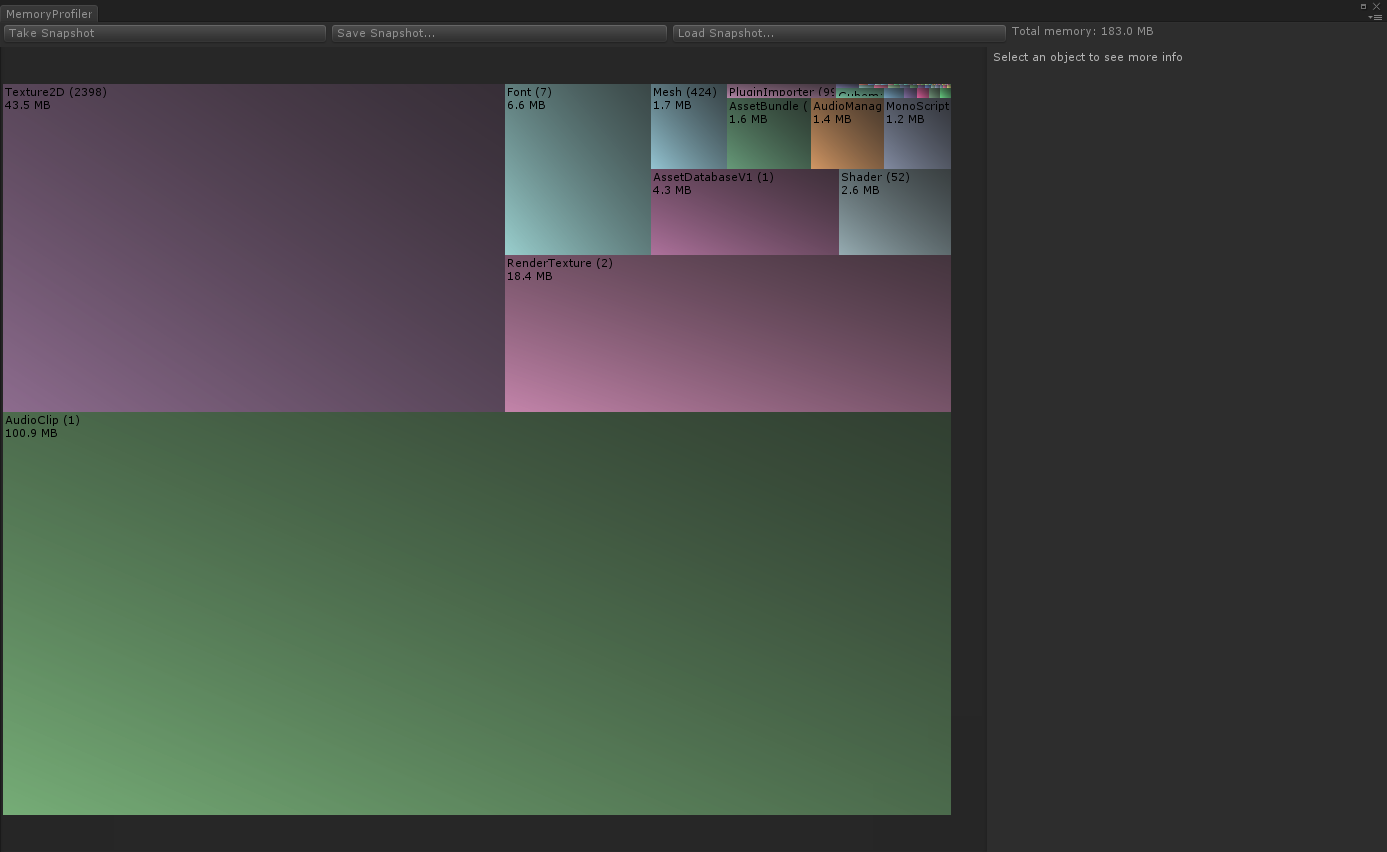 MemoryProfiler
Take Snapshot
Save Snapshot...
Load Snapshot...
Total memory: 183.0 MB
Select an object to see more info
Texture2D (2398)
43.5 MB
Font (7)
6.6 MB
Mesh (424)
1.7 MB
PluginImporter (99
AssetBundle (
1.6 MB
AudioManag
1.4 MB
MonoScript
1.2 MB
AssetDatabaseV1 (1)
4.3 MB
Shader (52)
2.6 MB
RenderTexture (2)
18.4 MB
AudioClip (1)
100.9 MB